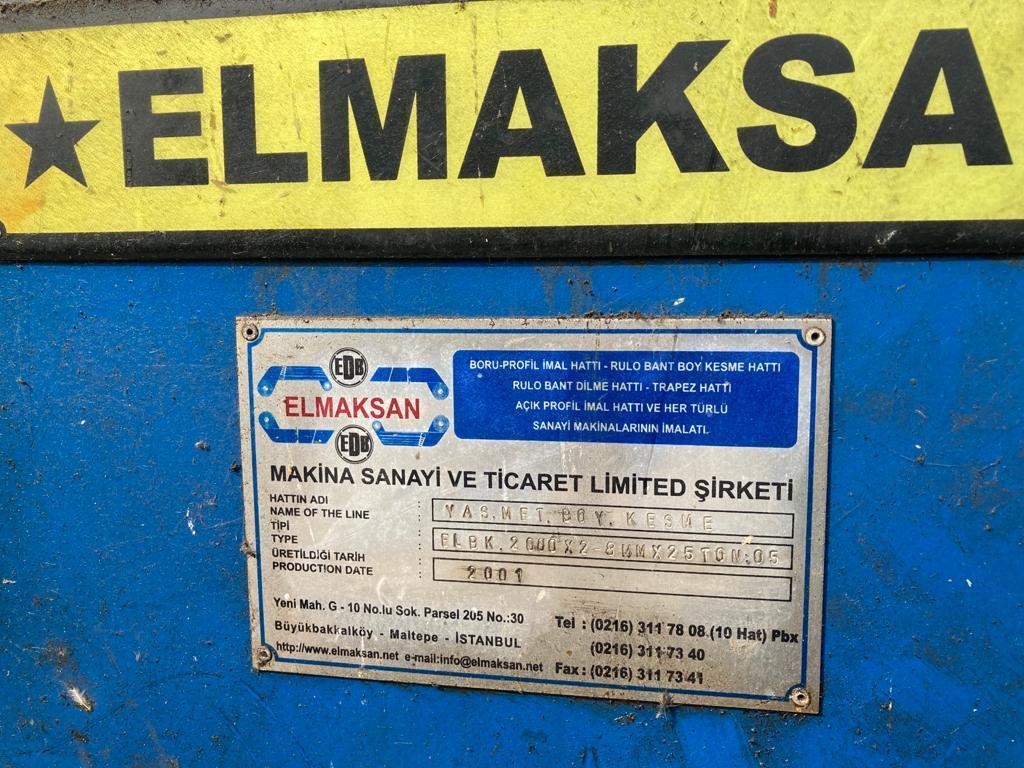 ★ELMAKSA
EDB
ELMAKSAN
EDB
BORU-PROFİL İMAL HATTI - RULO BANT BOY KESME HATTI
RULO BANT DİLME HATTI - TRAPEZ HATTI
AÇIK PROFİL İMAL HATTI VE HER TÜRLÜ
SANAYİ MAKİNALARININ İMALATI.
MAKİNA SANAYİ VE TİCARET LİMİTED ŞİRKETİ
HATTIN ADI
NAME OF THE LINE : YAS.MET.BOY.KESME
TİPİ
TYPE : ELBK.2000X2-8MMX25TON:05
ÜRETİLDİĞİ TARİH
PRODUCTION DATE : 2001
Yeni Mah. G - 10 No.lu Sok. Parsel 205 No.:30
Büyükbakkalköy - Maltepe - İSTANBUL
http://www.elmaksan.net e-mail:info@elmaksan.net
Tel : (0216) 311 78 08 (10 Hat) Pbx
(0216) 311 73 40
Fax : (0216) 311 73 41